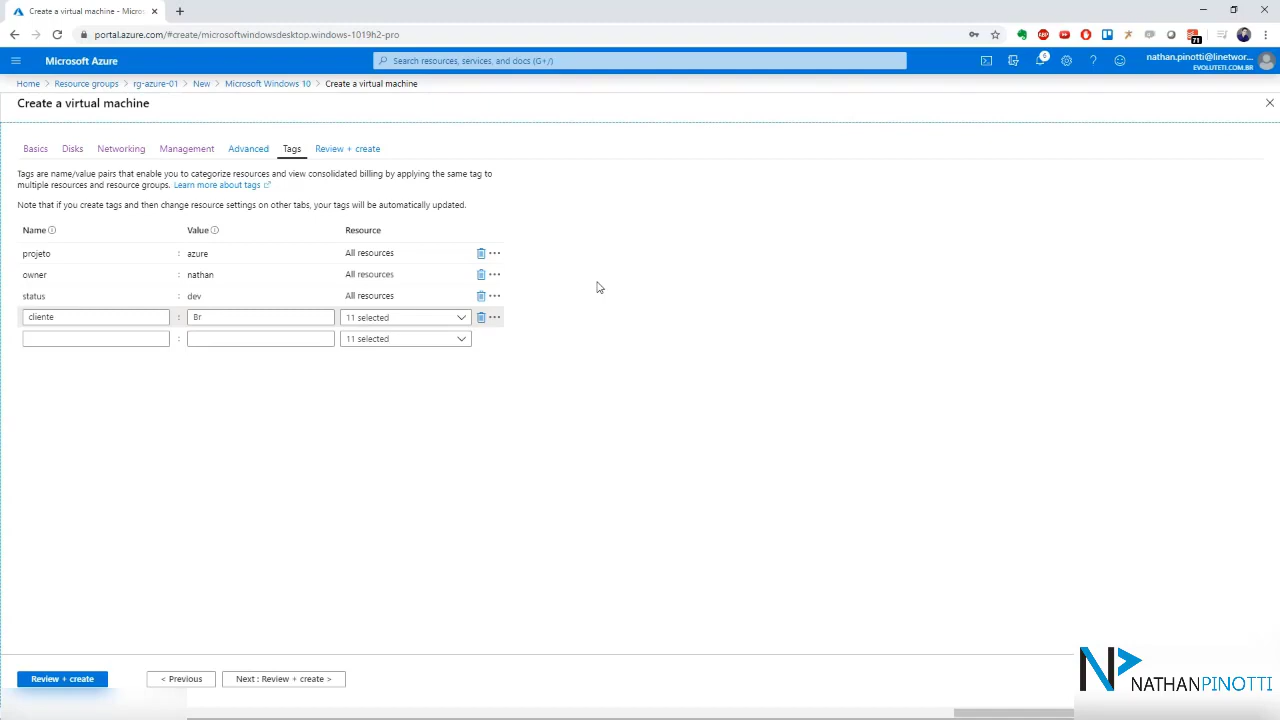 Create a virtual machine - Micros
portal.azure.com/#create/microsoftwindowsdesktop.windows-1019h2-pro
ABP
71
Microsoft Azure
Search resources, services, and docs (G+/)
6
nathan.pinotti@linetwor...
EVOLUTETI.COM.BR
Home > Resource groups > rg-azure-01 > New > Microsoft Windows 10 > Create a virtual machine
Create a virtual machine
Basics Disks Networking Management Advanced Tags Review + create
Tags are name/value pairs that enable you to categorize resources and view consolidated billing by applying the same tag to
multiple resources and resource groups. Learn more about tags
Note that if you create tags and then change resource settings on other tabs, your tags will be automatically updated.
Name Value Resource
projeto : azure All resources
owner : nathan All resources
status : dev All resources
cliente : Br 11 selected
: 11 selected
Review + create < Previous Next : Review + create >
NP
NATHANPINOTTI